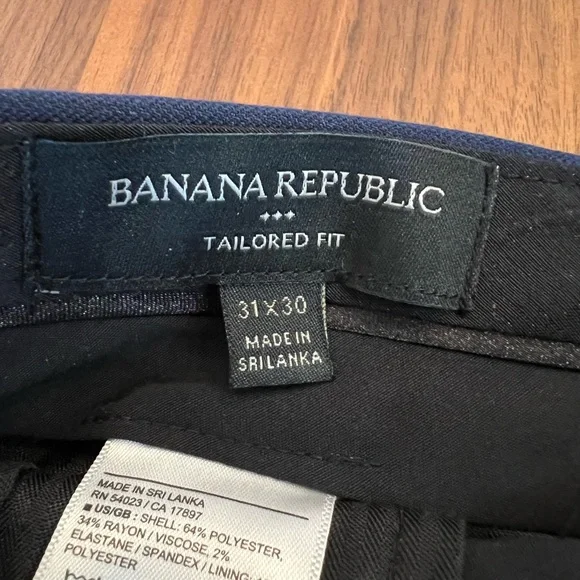 BANANA REPUBLIC
TAILORED FIT
31X30
MADE IN
SRI LANKA
MADE IN SRI LANKA
RN 54023 / CA 17897
■ US/GB : SHELL: 64% POLYESTER,
34% RAYON / VISCOSE, 2%
ELASTANE / SPANDEX / LINING:
POLYESTER